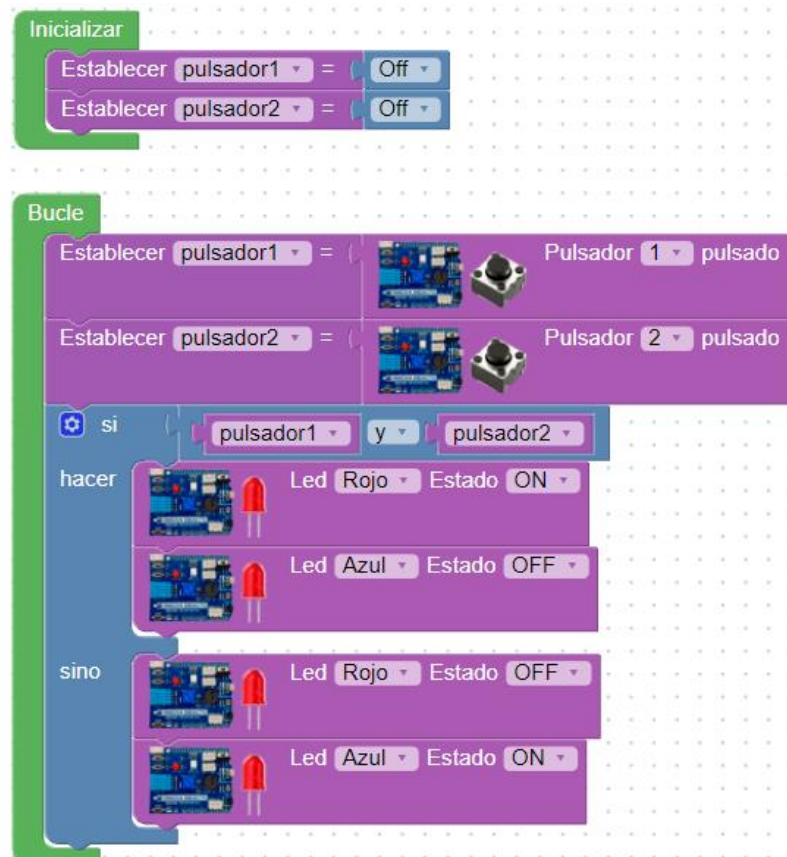 Inicializar
Establecer pulsador1 = Off
Establecer pulsador2 = Off
Bucle
Establecer pulsador1 = Pulsador 1 pulsado
Establecer pulsador2 = Pulsador 2 pulsado
si pulsador1 y pulsador2
hacer Led Rojo Estado ON
Led Azul Estado OFF
sino Led Rojo Estado OFF
Led Azul Estado ON